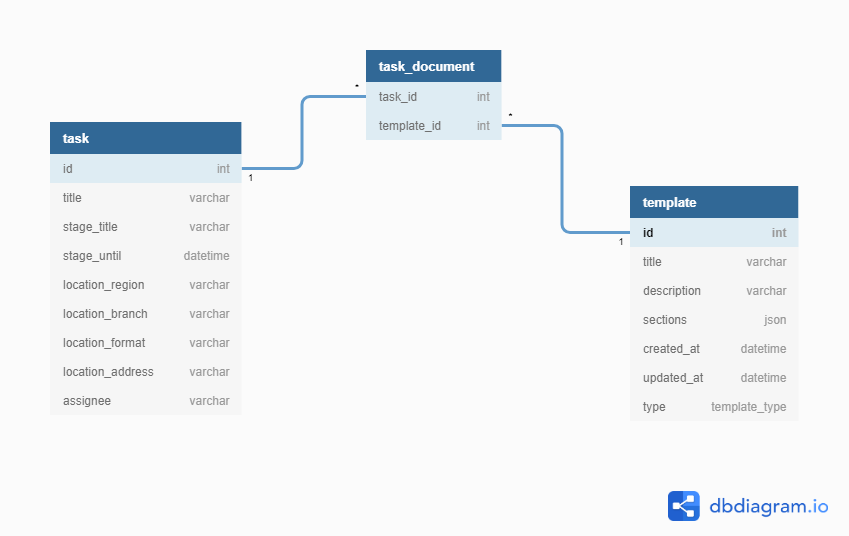 task_document
task_id int
template_id int
*
*
task
id int
1
title varchar
stage_title varchar
stage_until datetime
location_region varchar
location_branch varchar
location_format varchar
location_address varchar
assignee varchar
template
id int
1
title varchar
description varchar
sections json
created_at datetime
updated_at datetime
type template_type
dbdiagram.io